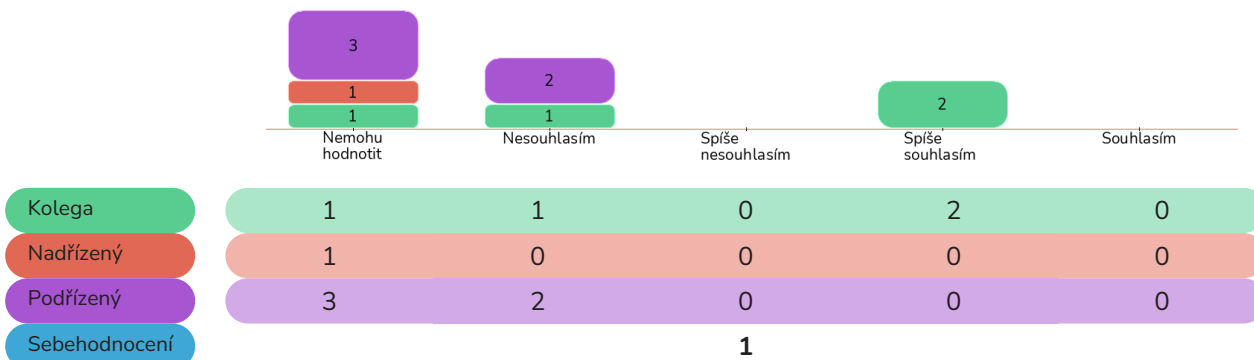 3
2
1
1
1
2
Nemohu
hodnotit
Nesouhlasím
Spíše
nesouhlasím
Spíše
souhlasím
Souhlasím
Kolega 1 1 0 2 0
Nadřízený 1 0 0 0 0
Podřízený 3 2 0 0 0
Sebehodnocení 1